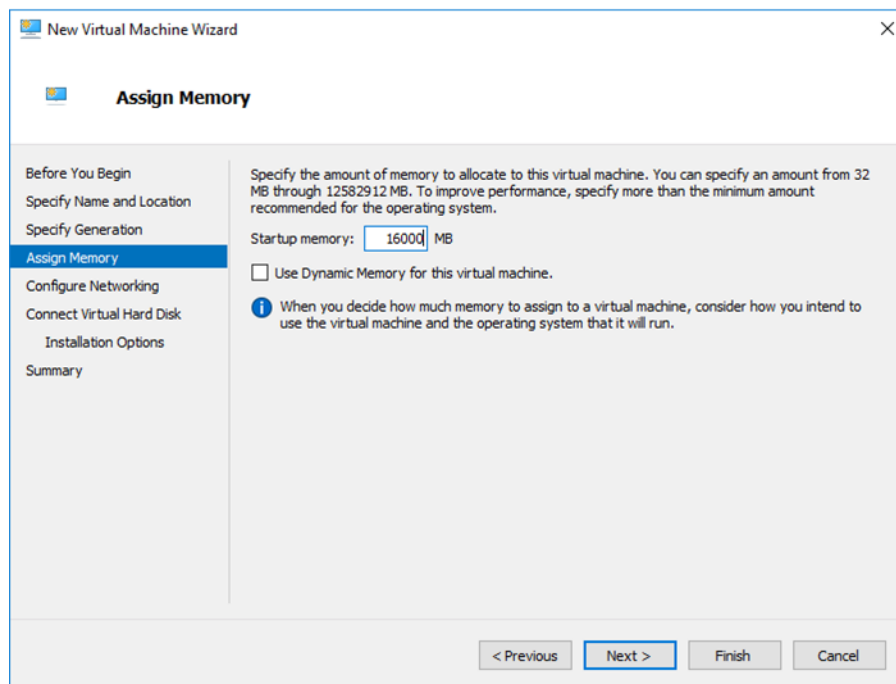 New Virtual Machine Wizard
Assign Memory
Before You Begin
Specify Name and Location
Specify Generation
Assign Memory
Configure Networking
Connect Virtual Hard Disk
Installation Options
Summary
Specify the amount of memory to allocate to this virtual machine. You can specify an amount from 32
MB through 12582912 MB. To improve performance, specify more than the minimum amount
recommended for the operating system.
Startup memory: 16000 MB
Use Dynamic Memory for this virtual machine.
When you decide how much memory to assign to a virtual machine, consider how you intend to
use the virtual machine and the operating system that it will run.
< Previous Next > Finish Cancel